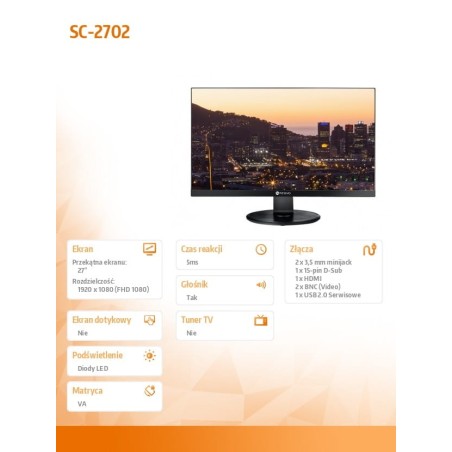 SC-2702
Ekran
Przekątna ekranu:
27"
Rozdzielczość:
1920 x 1080 (FHD 1080)
Ekran dotykowy
Nie
Podświetlenie
Diody LED
Matryca
VA
Czas reakcji
5ms
Głośnik
Tak
Tuner TV
Nie
Złącza
2 x 3,5 mm minijack
1 x 15-pin D-Sub
1 x HDMI
2 x BNC (Video)
1 x USB 2.0 Serwisowe